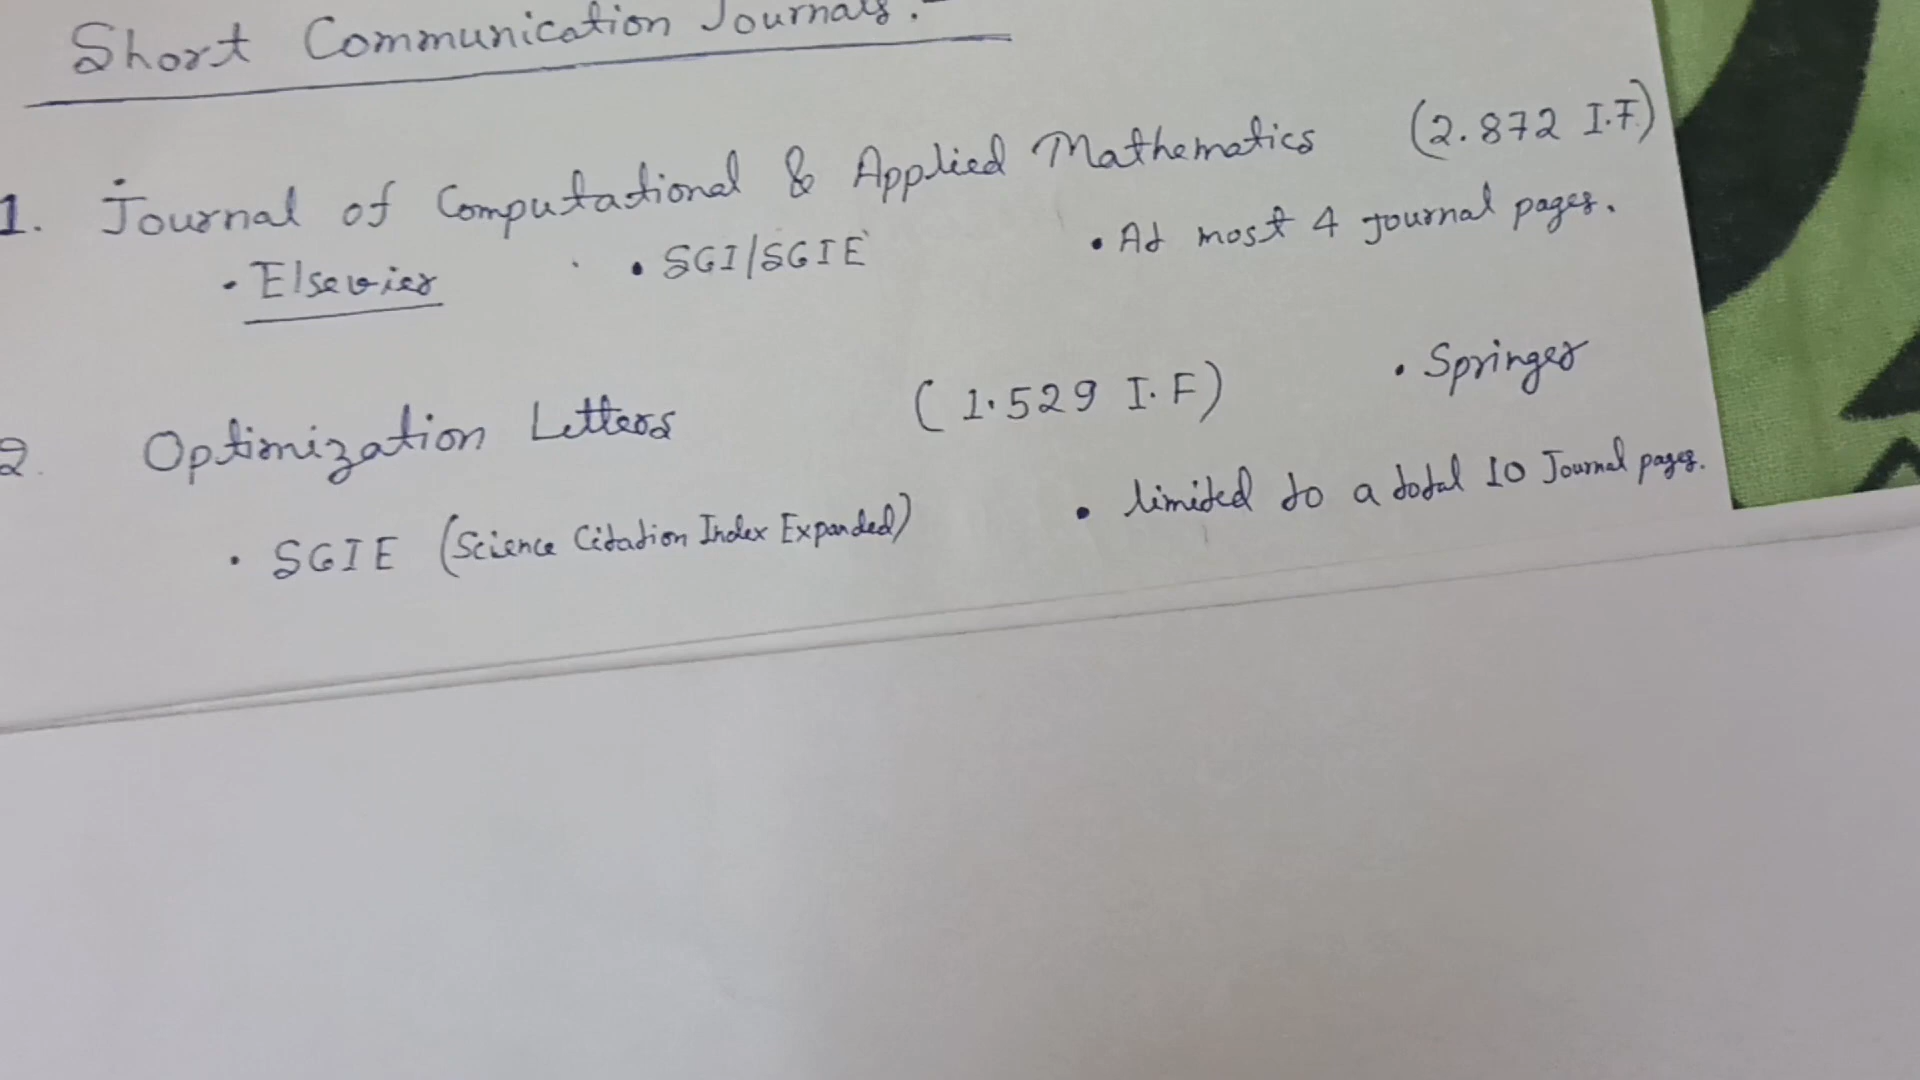 Short Communication Journals:-
1. Journal of Computational & Applied Mathematics (2.872 I.F)
• Elsevier • SCI/SCIE • At most 4 Journal pages.
2. Optimization Letters (1.529 I.F) • Springer
• SCIE (Science Citation Index Expanded) • limited to a total 10 Journal pages.